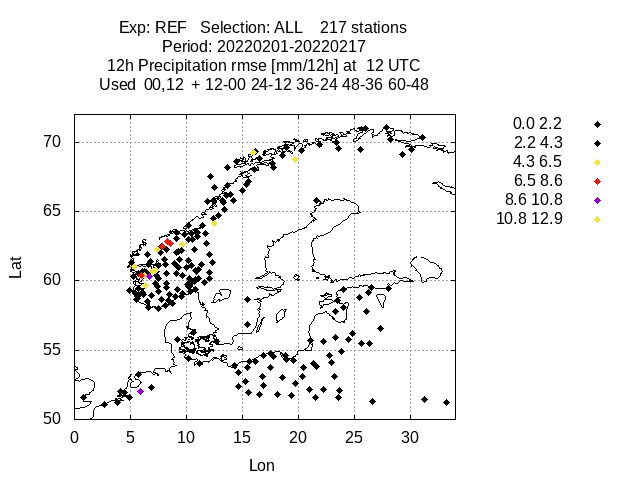 Exp: REF   Selection: ALL    217 stations
Period: 20220201-20220217
12h Precipitation rmse [mm/12h] at  12 UTC
Used  00,12  + 12-00 24-12 36-24 48-36 60-48
0.0 2.2
2.2 4.3
4.3 6.5
6.5 8.6
8.6 10.8
10.8 12.9
70
65
60
55
50
Lat
0 5 10 15 20 25 30
Lon